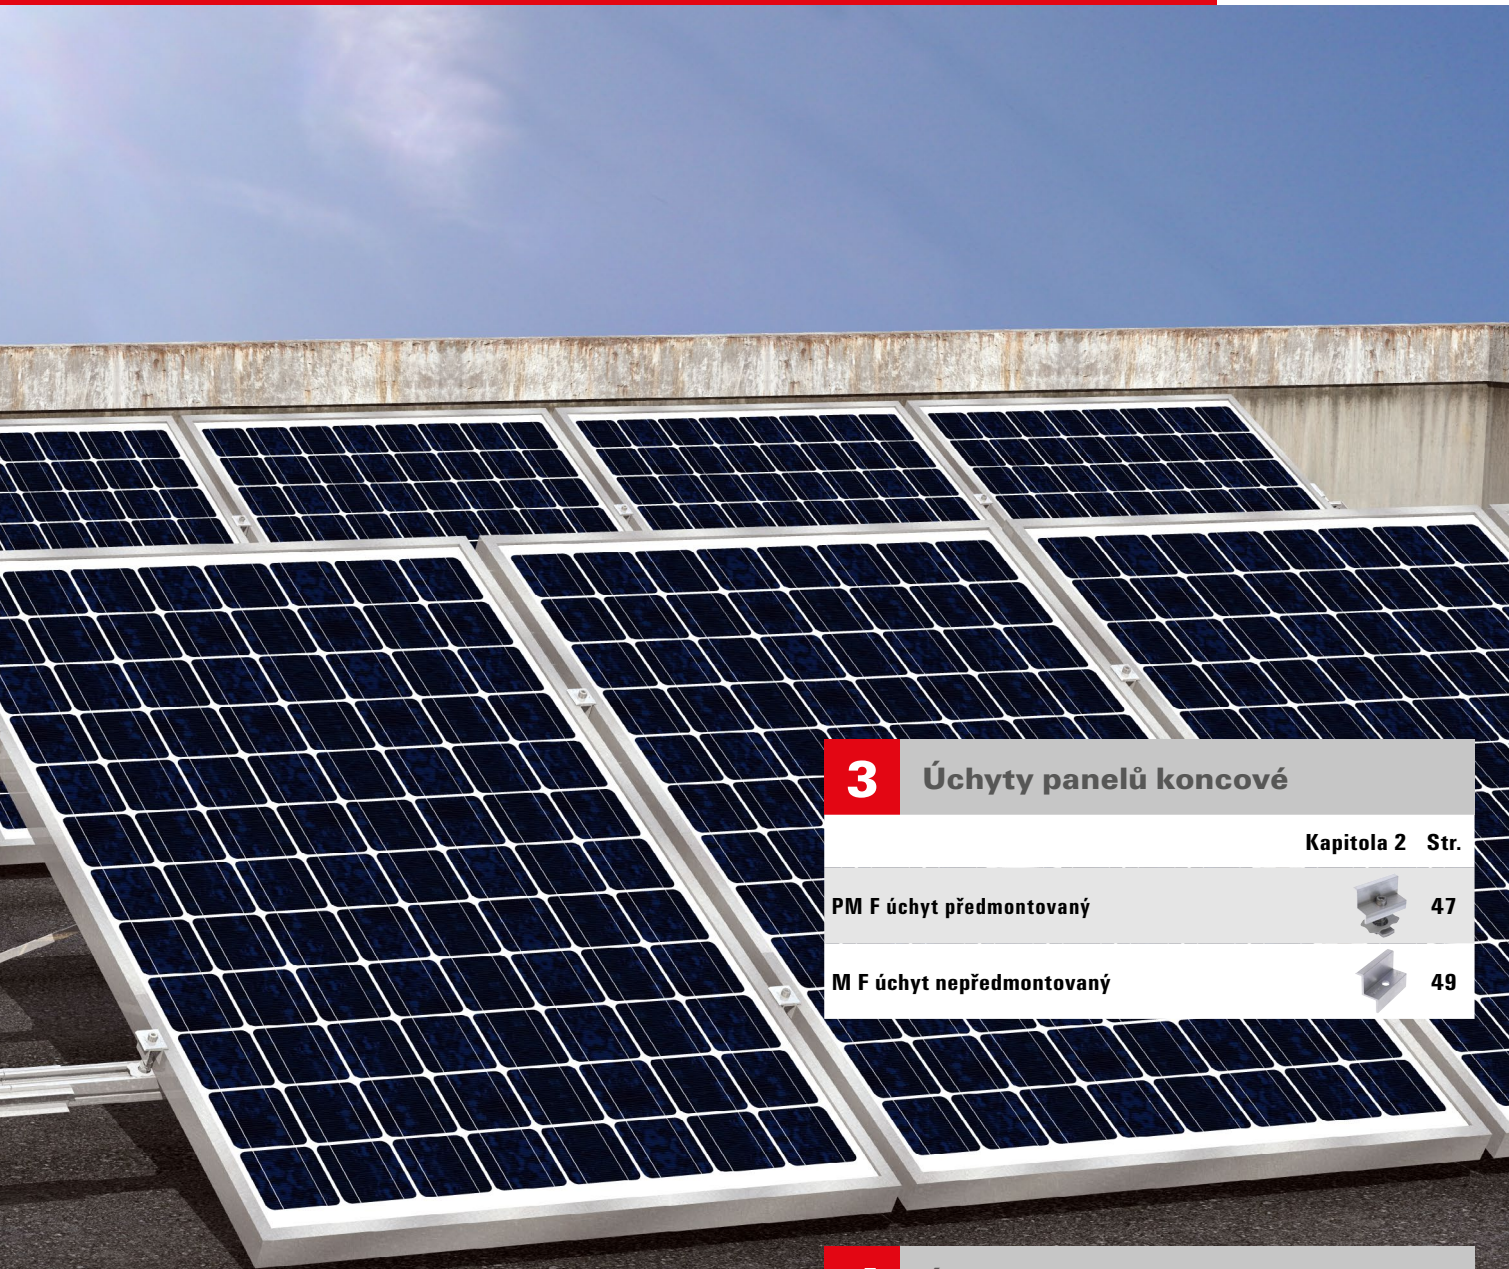 3 Úchyty panelů koncové
Kapitola 2 Str.
PM F úchyt předmontovaný 47
M F úchyt nepředmontovaný 49